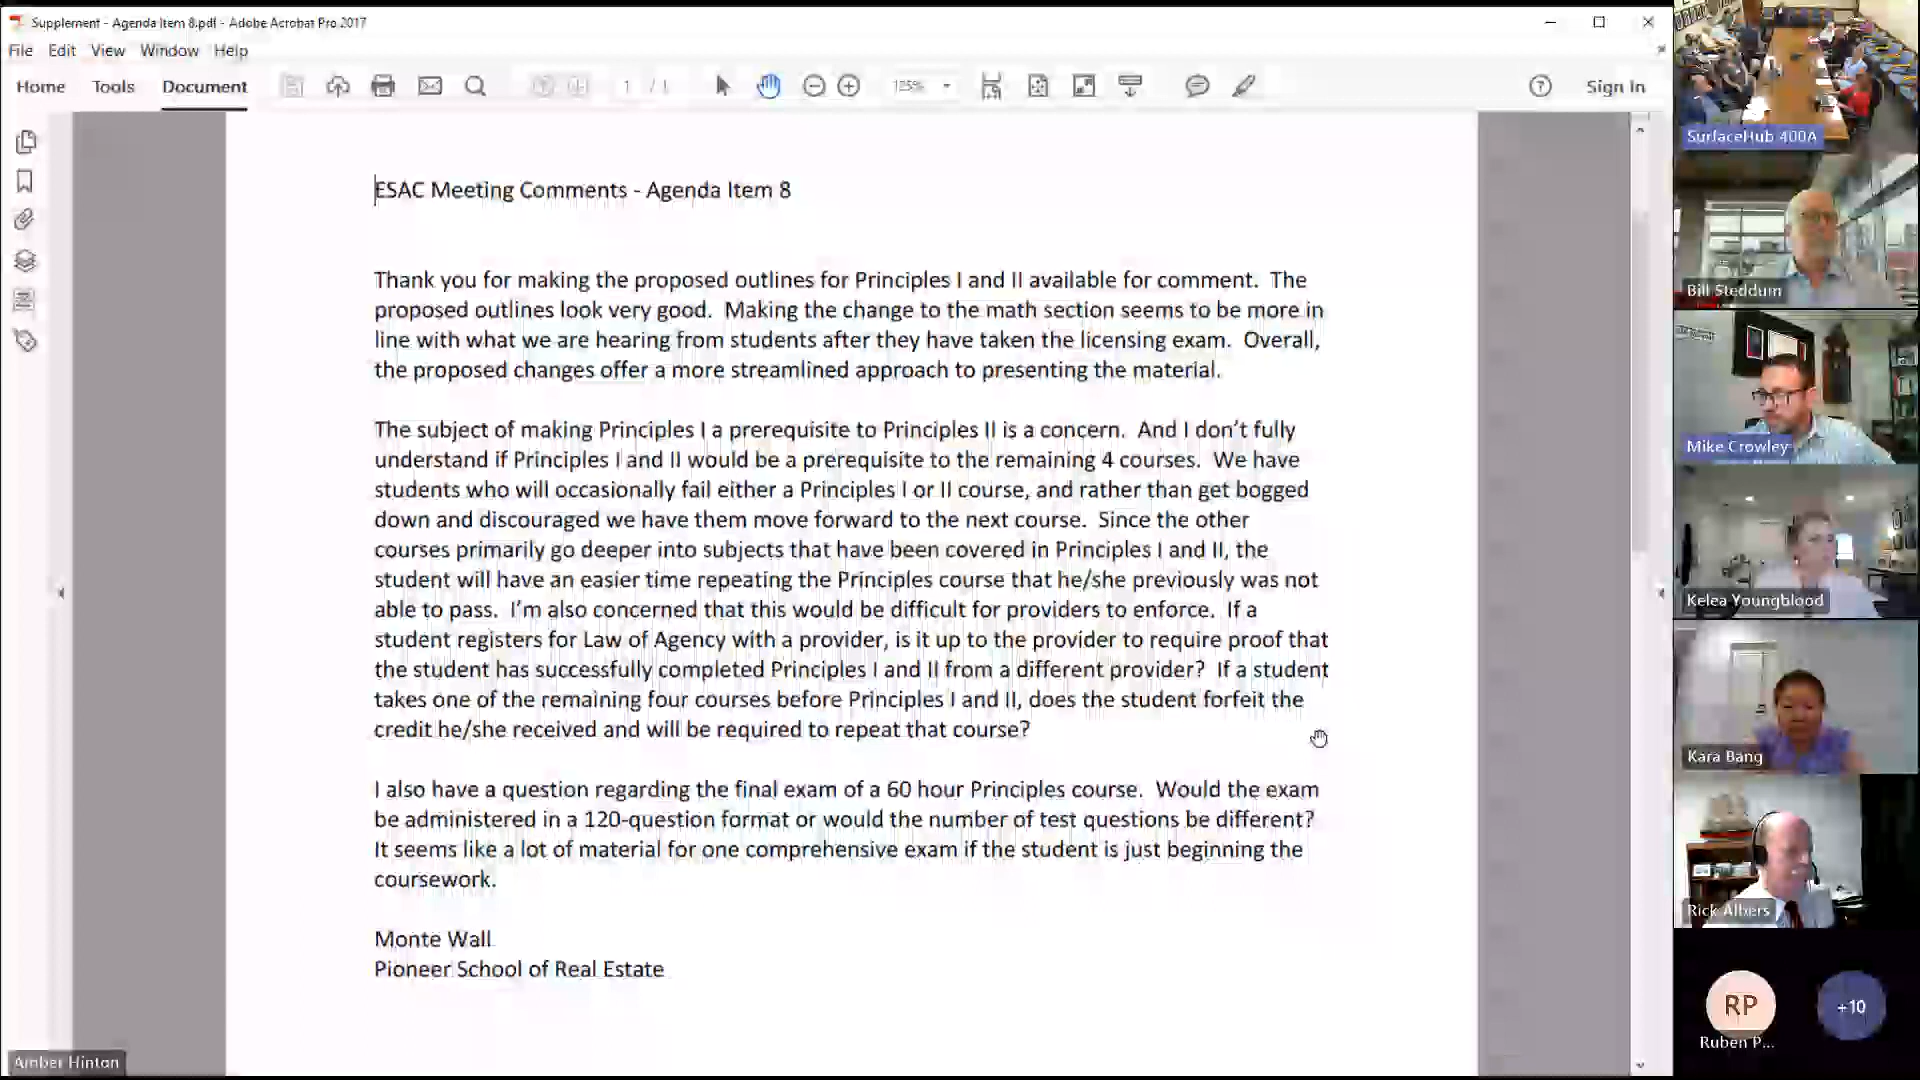 Supplement - Agenda Item 8.pdf - Adobe Acrobat Pro 2017
File Edit View Window Help
Home Tools Document 1 / 1 125% Sign In
ESAC Meeting Comments - Agenda Item 8
Thank you for making the proposed outlines for Principles I and II available for comment. The
proposed outlines look very good. Making the change to the math section seems to be more in
line with what we are hearing from students after they have taken the licensing exam. Overall,
the proposed changes offer a more streamlined approach to presenting the material.
The subject of making Principles I a prerequisite to Principles II is a concern. And I don't fully
understand if Principles I and II would be a prerequisite to the remaining 4 courses. We have
students who will occasionally fail either a Principles I or II course, and rather than get bogged
down and discouraged we have them move forward to the next course. Since the other
courses primarily go deeper into subjects that have been covered in Principles I and II, the
student will have an easier time repeating the Principles course that he/she previously was not
able to pass. I'm also concerned that this would be difficult for providers to enforce. If a
student registers for Law of Agency with a provider, is it up to the provider to require proof that
the student has successfully completed Principles I and II from a different provider? If a student
takes one of the remaining four courses before Principles I and II, does the student forfeit the
credit he/she received and will be required to repeat that course?
I also have a question regarding the final exam of a 60 hour Principles course. Would the exam
be administered in a 120-question format or would the number of test questions be different?
It seems like a lot of material for one comprehensive exam if the student is just beginning the
coursework.
Monte Wall
Pioneer School of Real Estate
Amber Hinton
SurfaceHub 400A
Bill Steddum
Mike Crowley
Kelea Youngblood
Kara Bang
Rick Albers
RP
+10
Ruben P...